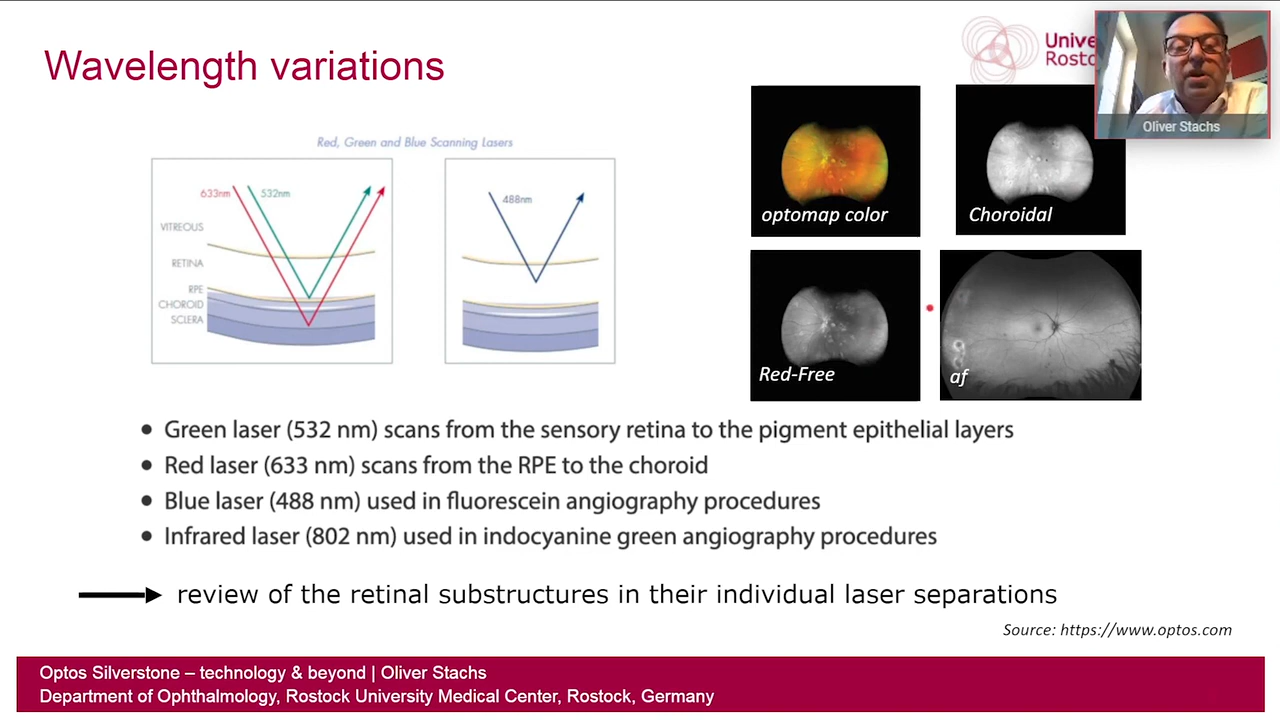 Wavelength variations
Oliver Stachs
Red, Green and Blue Scanning Lasers
633nm
532nm
488nm
VITREOUS
RETINA
RPE
CHOROID
SCLERA
optomap color
Choroidal
Red-Free
af
• Green laser (532 nm) scans from the sensory retina to the pigment epithelial layers
• Red laser (633 nm) scans from the RPE to the choroid
• Blue laser (488 nm) used in fluorescein angiography procedures
• Infrared laser (802 nm) used in indocyanine green angiography procedures
review of the retinal substructures in their individual laser separations
Source: https://www.optos.com
Optos Silverstone – technology & beyond | Oliver Stachs
Department of Ophthalmology, Rostock University Medical Center, Rostock, Germany